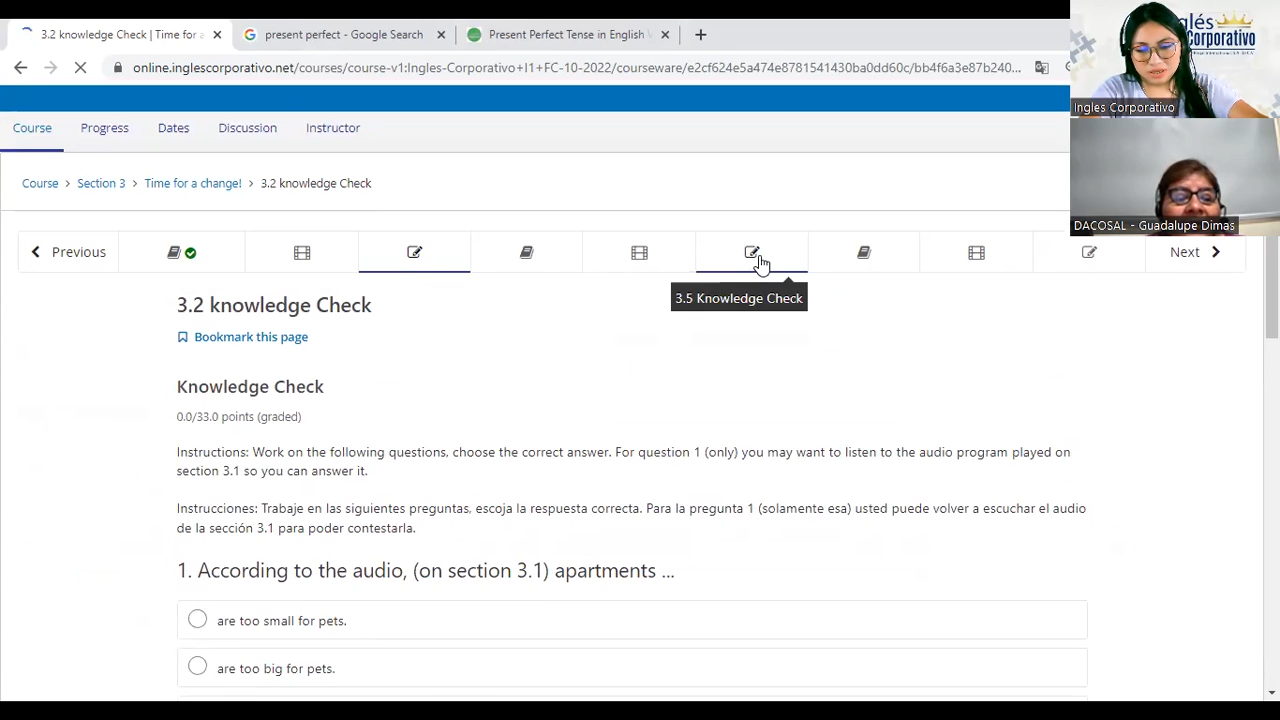 3.2 knowledge Check | Time for a
present perfect - Google Search
Present Perfect Tense in English
online.inglescorporativo.net/courses/course-v1:Ingles-Corporativo+I1-FC-10-2022/courseware/e2cf624e5a474e8781541430ba0dd60c/bb4f6a3e87b240...
Inglés
Corporativo
Ingles Corporativo
DACOSAL - Guadalupe Dimas
Course
Progress
Dates
Discussion
Instructor
Course > Section 3 > Time for a change! > 3.2 knowledge Check
Previous
Next
3.5 Knowledge Check
3.2 knowledge Check
Bookmark this page
Knowledge Check
0.0/33.0 points (graded)
Instructions: Work on the following questions, choose the correct answer. For question 1 (only) you may want to listen to the audio program played on
section 3.1 so you can answer it.
Instrucciones: Trabaje en las siguientes preguntas, escoja la respuesta correcta. Para la pregunta 1 (solamente esa) usted puede volver a escuchar el audio
de la sección 3.1 para poder contestarla.
1. According to the audio, (on section 3.1) apartments ...
are too small for pets.
are too big for pets.